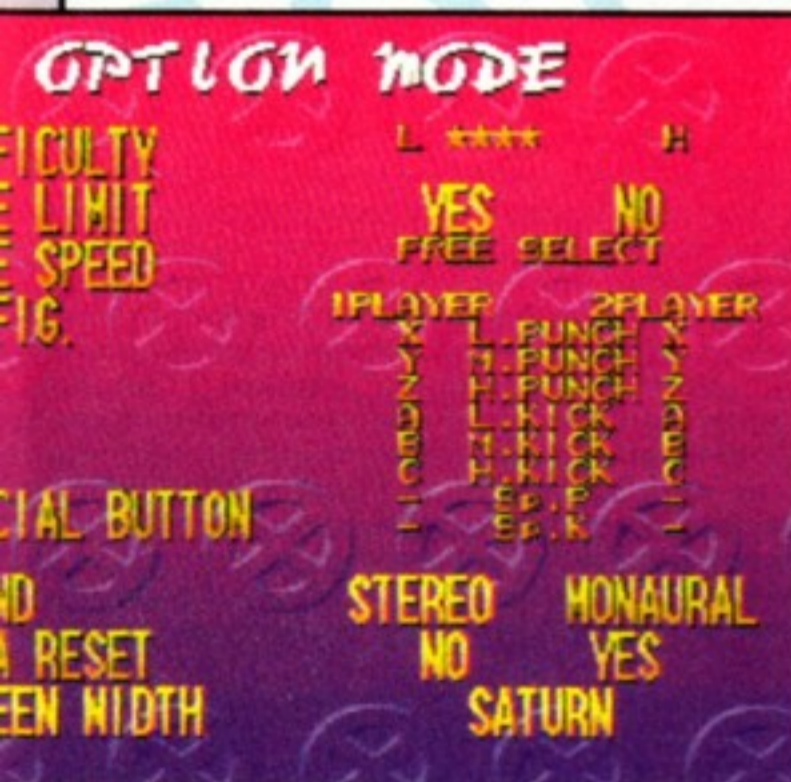 OPTION MODE
FICULTY L **** H
E LIMIT YES NO
E SPEED FREE SELECT
FIG. 1PLAYER 2PLAYER
X L.PUNCH X
Y M.PUNCH Y
Z H.PUNCH Z
A L.KICK A
B M.KICK B
C H.KICK C
CIAL BUTTON - Sp.P -
- Sp.K -
ND STEREO MONAURAL
A RESET NO YES
EEN WIDTH SATURN